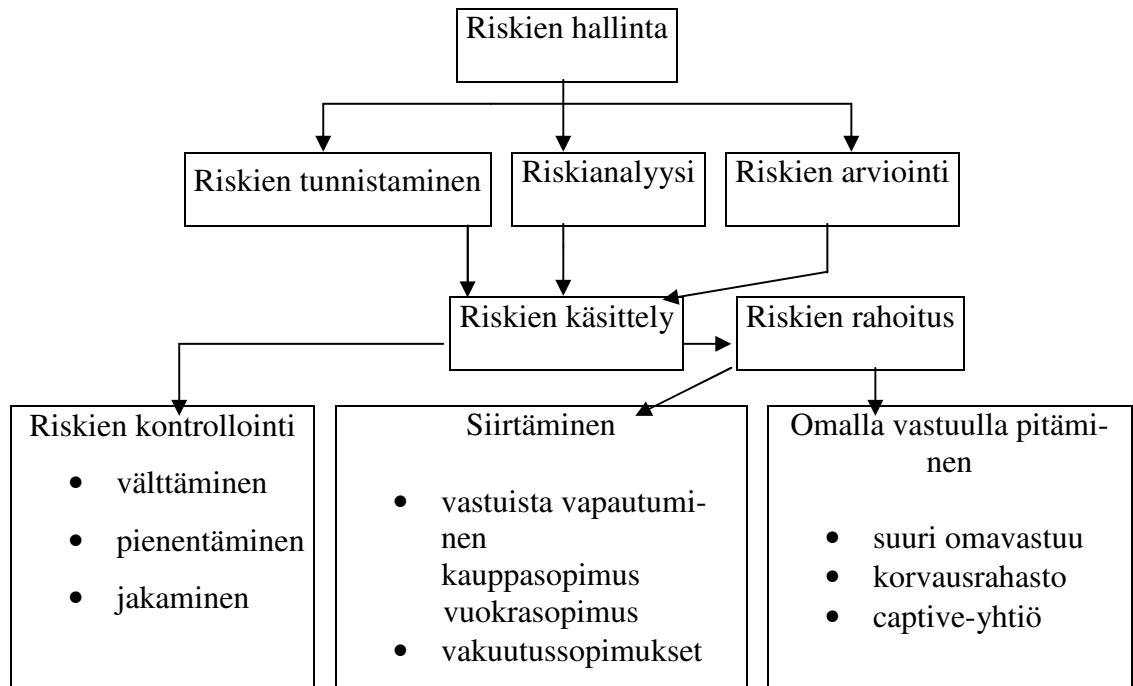 Riskien hallinta
Riskien tunnistaminen
Riskianalyysi
Riskien arviointi
Riskien käsittely
Riskien rahoitus
Riskien kontrollointi
• välttäminen
• pienentäminen
• jakaminen
Siirtäminen
• vastuista vapautumi-
nen
kauppasopimus
vuokrasopimus
• vakuutussopimukset
Omalla vastuulla pitämi-
nen
• suuri omavastuu
• korvausrahasto
• captive-yhtiö